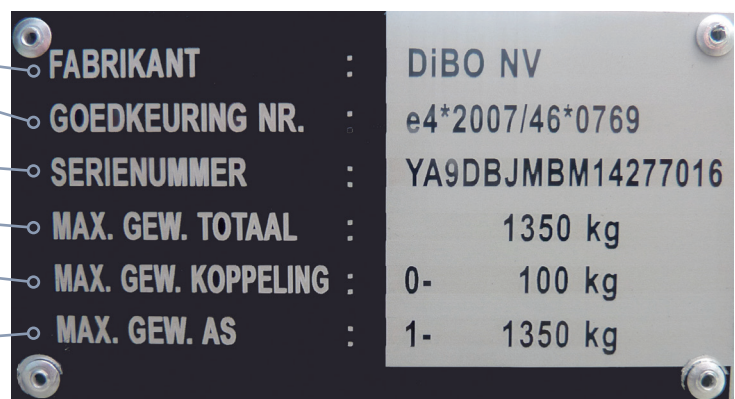 FABRIKANT : DiBO NV
GOEDKEURING NR. : e4*2007/46*0769
SERIENUMMER : YA9DBJMBM14277016
MAX. GEW. TOTAAL : 1350 kg
MAX. GEW. KOPPELING : 0- 100 kg
MAX. GEW. AS : 1- 1350 kg